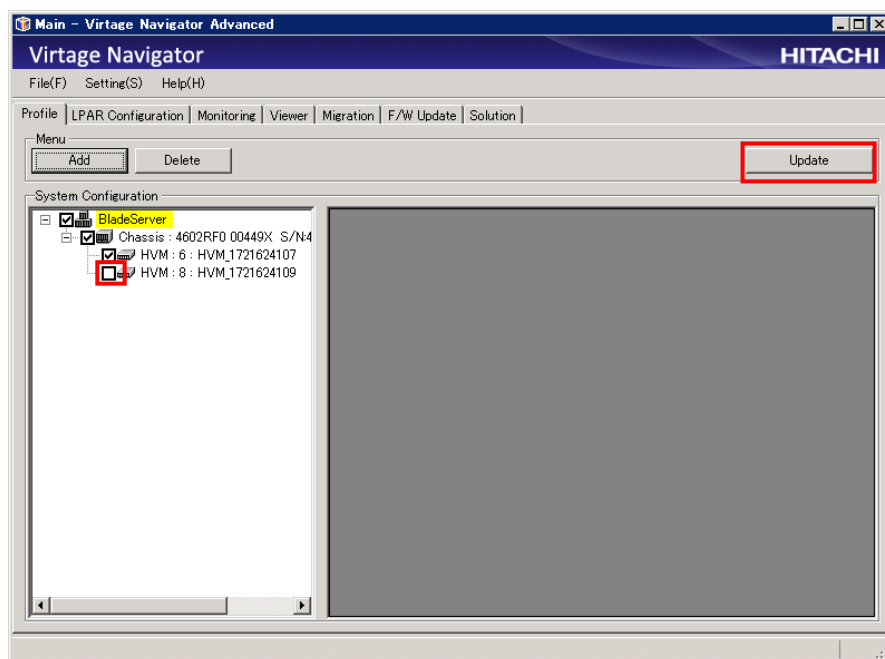 Main - Virtage Navigator Advanced
Virtage Navigator HITACHI
File(F) Setting(S) Help(H)
Profile LPAR Configuration Monitoring Viewer Migration F/W Update Solution
Menu
Add Delete Update
System Configuration
BladeServer
Chassis : 4602RF0 00449X S/N:4
HVM : 6 : HVM_1721624107
HVM : 8 : HVM_1721624109